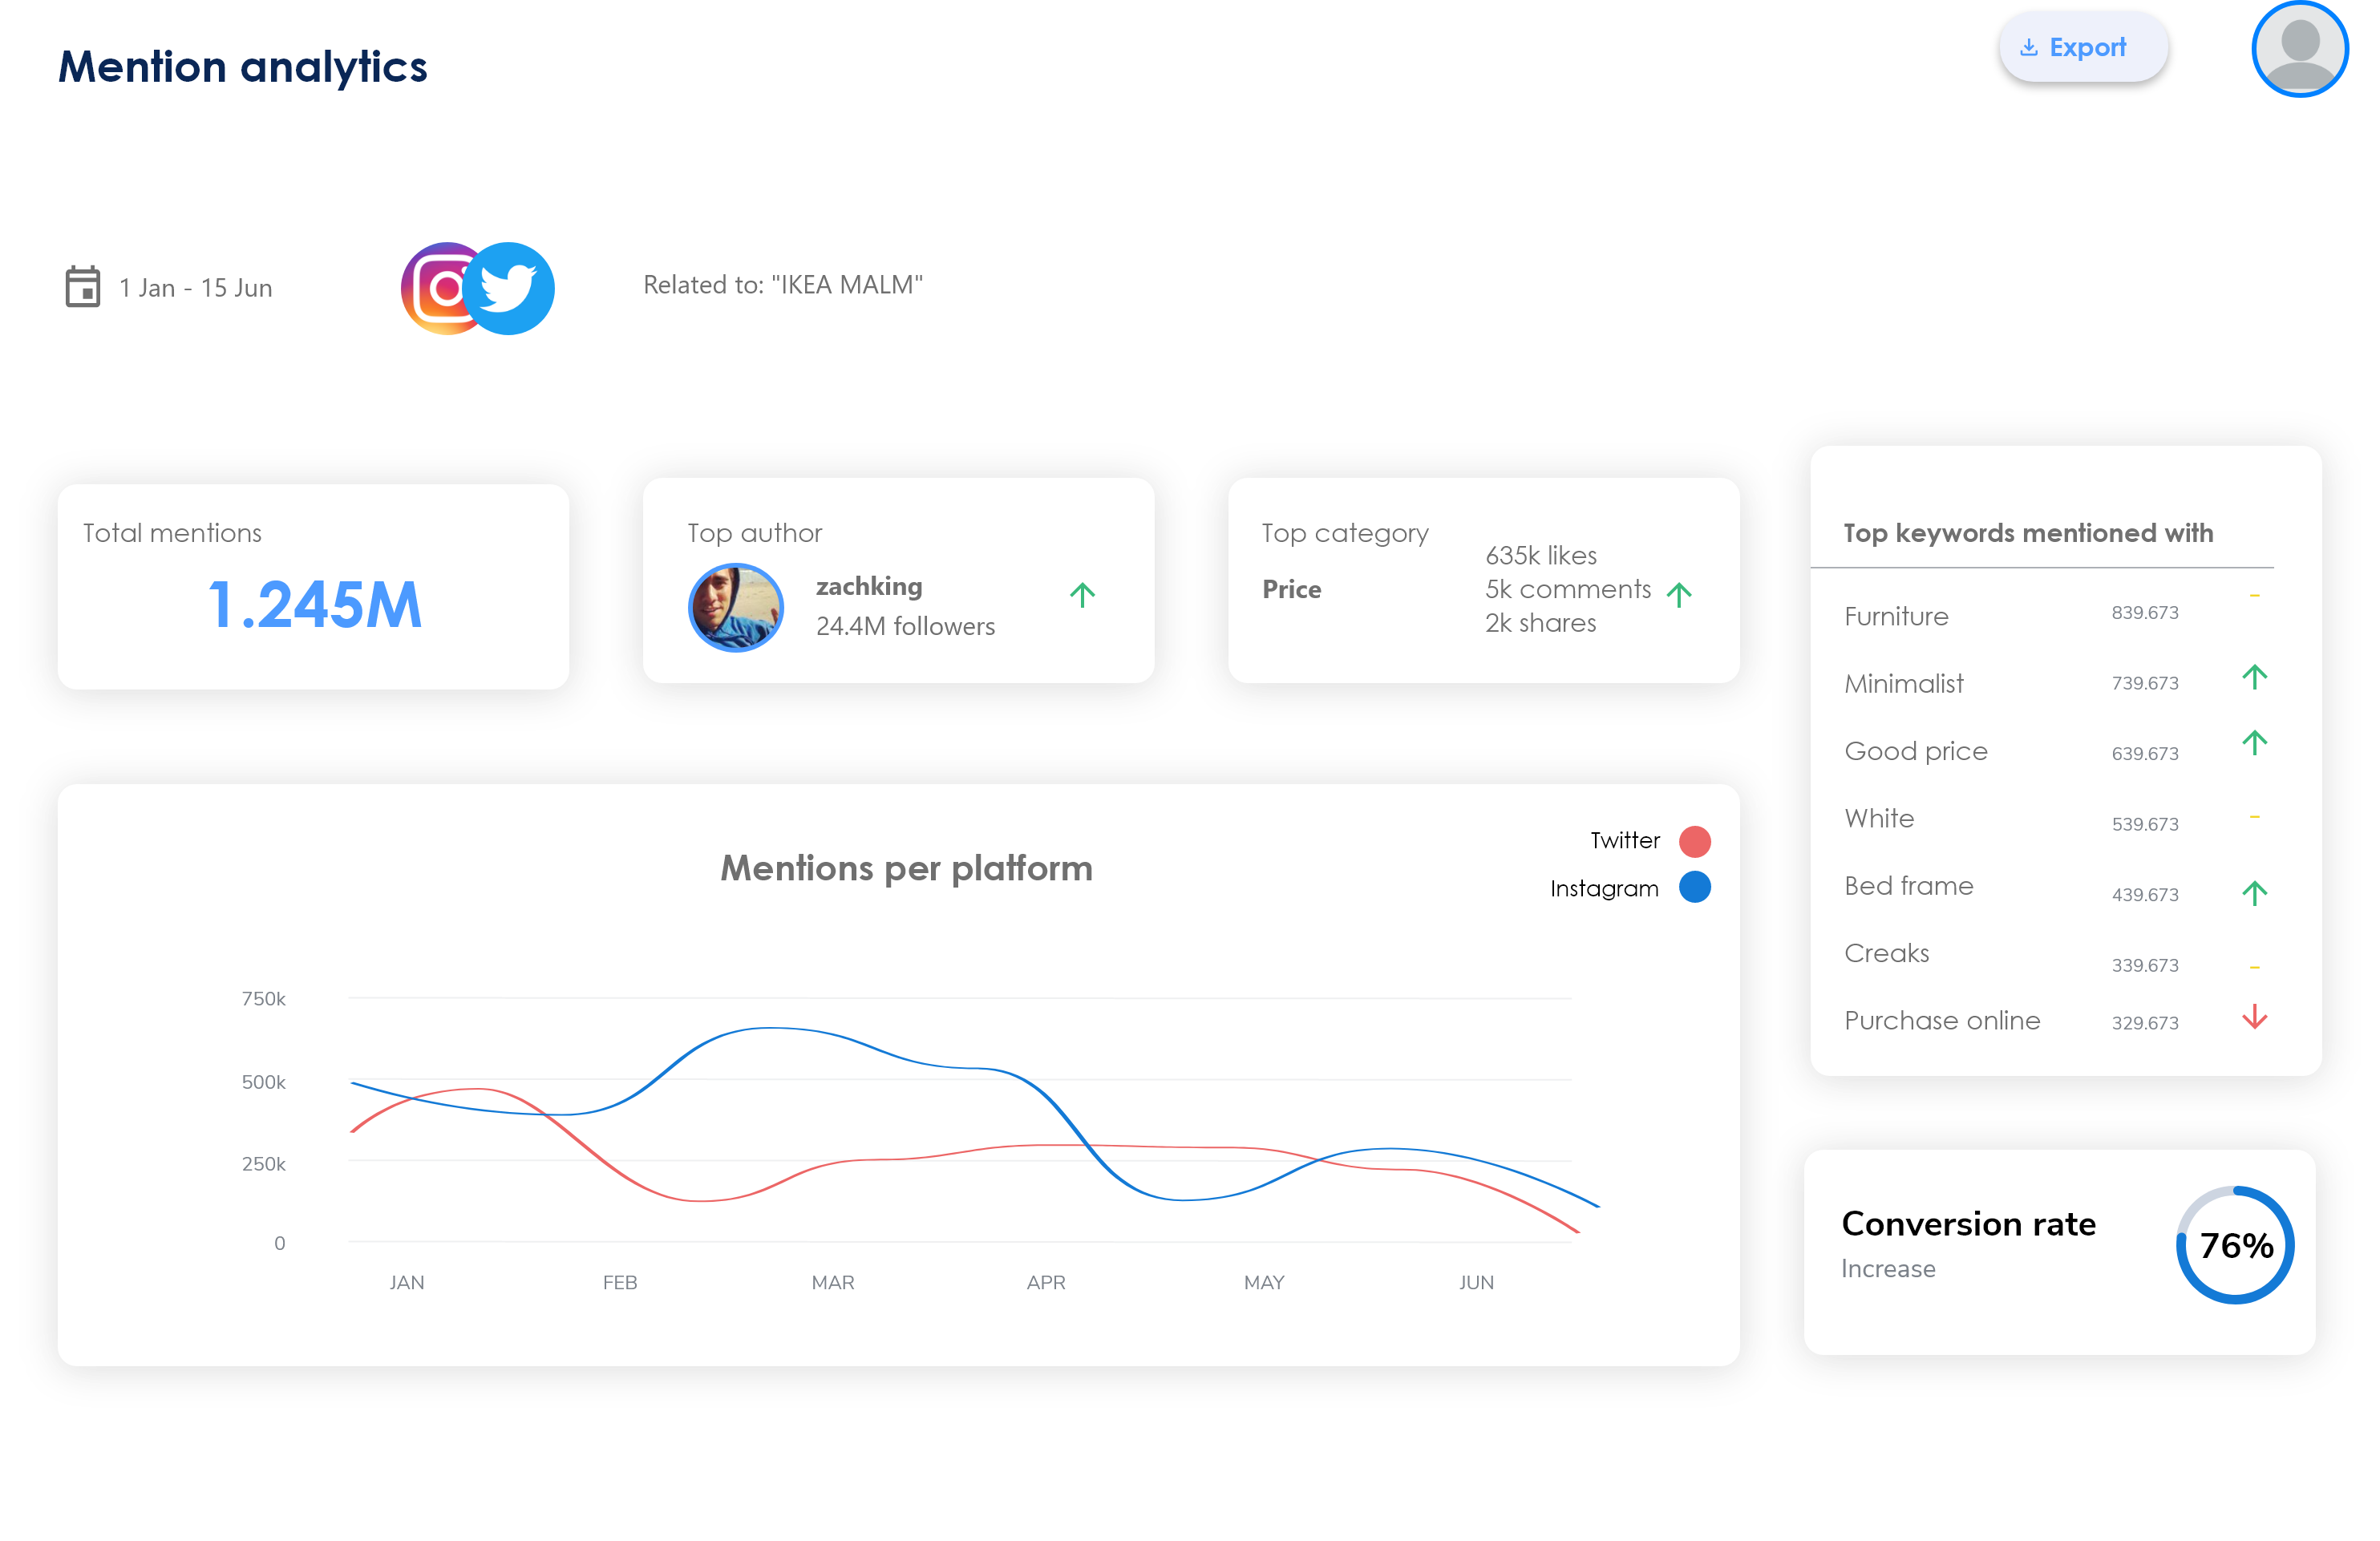 Mention analytics
Export
1 Jan - 15 Jun
Related to: "IKEA MALM"
Total mentions
1.245M
Top author
zachking
24.4M followers
Top category
Price
635k likes
5k comments
2k shares
Top keywords mentioned with
Furniture 839.673 -
Minimalist 739.673
Good price 639.673
White 539.673 -
Bed frame 439.673
Creaks 339.673 -
Purchase online 329.673
Mentions per platform
Twitter
Instagram
750k
500k
250k
0
JAN FEB MAR APR MAY JUN
Conversion rate
Increase
76%